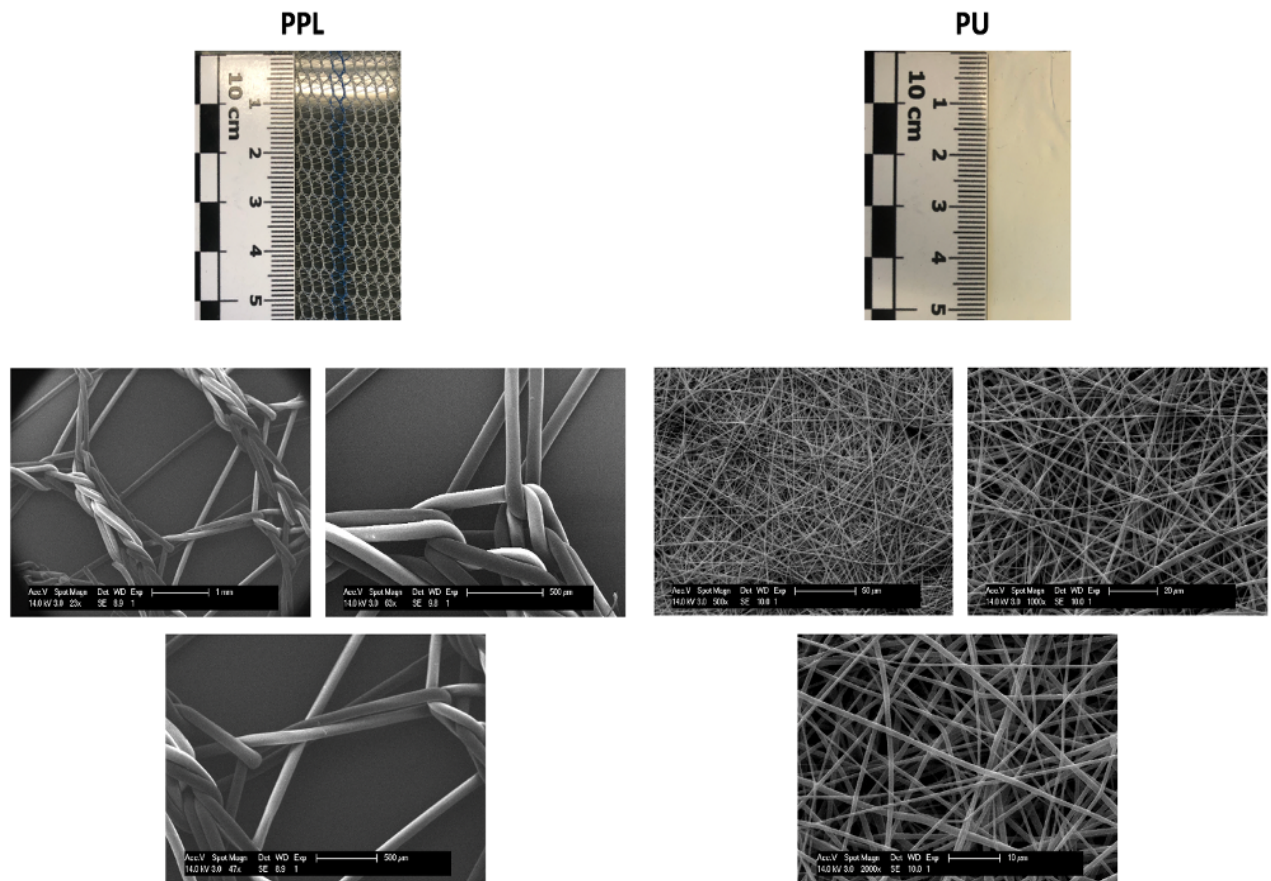 PPL
PU
10 cm
1
2
3
4
5
10 cm
1
2
3
4
5
Acc.V Spot Magn Det WD Exp 1 mm
14.0 kV 3.0 23x SE 8.9 1
Acc.V Spot Magn Det WD Exp 500 µm
14.0 kV 3.0 63x SE 9.8 1
Acc.V Spot Magn Det WD Exp 50 µm
14.0 kV 3.0 500x SE 10.0 1
Acc.V Spot Magn Det WD Exp 20 µm
14.0 kV 3.0 1000x SE 10.0 1
Acc.V Spot Magn Det WD Exp 500 µm
14.0 kV 3.0 47x SE 8.9 1
Acc.V Spot Magn Det WD Exp 10 µm
14.0 kV 3.0 2000x SE 10.0 1